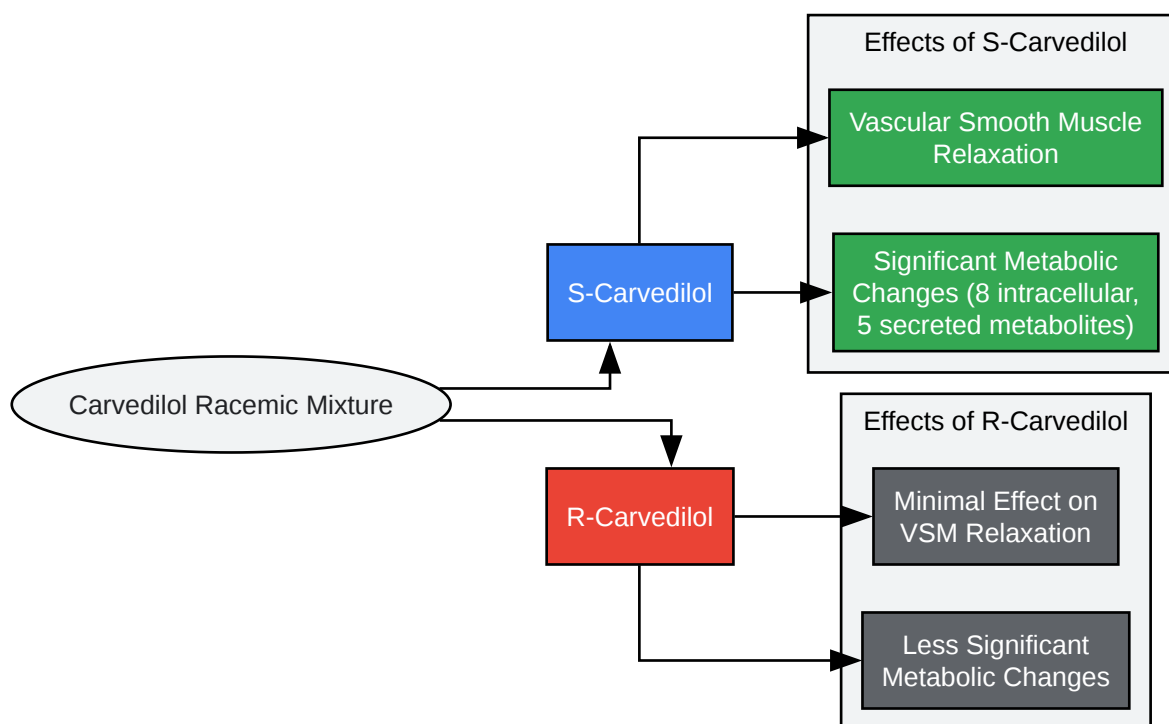 Effects of S-Carvedilol
Vascular Smooth Muscle
Relaxation
S-Carvedilol
Significant Metabolic
Changes (8 intracellular,
5 secreted metabolites)
Carvedilol Racemic Mixture
Effects of R-Carvedilol
R-Carvedilol
Minimal Effect on
VSM Relaxation
Less Significant
Metabolic Changes